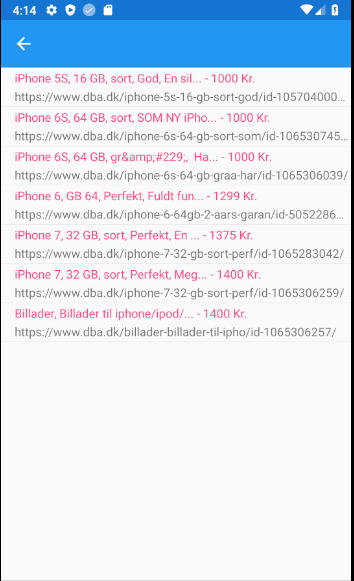 4:14
iPhone 5S, 16 GB, sort, God, En sil... - 1000 Kr.
https://www.dba.dk/iphone-5s-16-gb-sort-god/id-105704000...
iPhone 6S, 64 GB, sort, SOM NY iPho... - 1000 Kr.
https://www.dba.dk/iphone-6s-64-gb-sort-som/id-106530745...
iPhone 6S, 64 GB, gr&amp;#229;, Ha... - 1000 Kr.
https://www.dba.dk/iphone-6s-64-gb-graa-har/id-1065306039/
iPhone 6, GB 64, Perfekt, Fuldt fun... - 1299 Kr.
https://www.dba.dk/iphone-6-64gb-2-aars-garan/id-5052286...
iPhone 7, 32 GB, sort, Perfekt, En ... - 1375 Kr.
https://www.dba.dk/iphone-7-32-gb-sort-perf/id-1065283042/
iPhone 7, 32 GB, sort, Perfekt, Meg... - 1400 Kr.
https://www.dba.dk/iphone-7-32-gb-sort-perf/id-1065306259/
Billader, Billader til iphone/ipod/... - 1400 Kr.
https://www.dba.dk/billader-billader-til-ipho/id-1065306257/